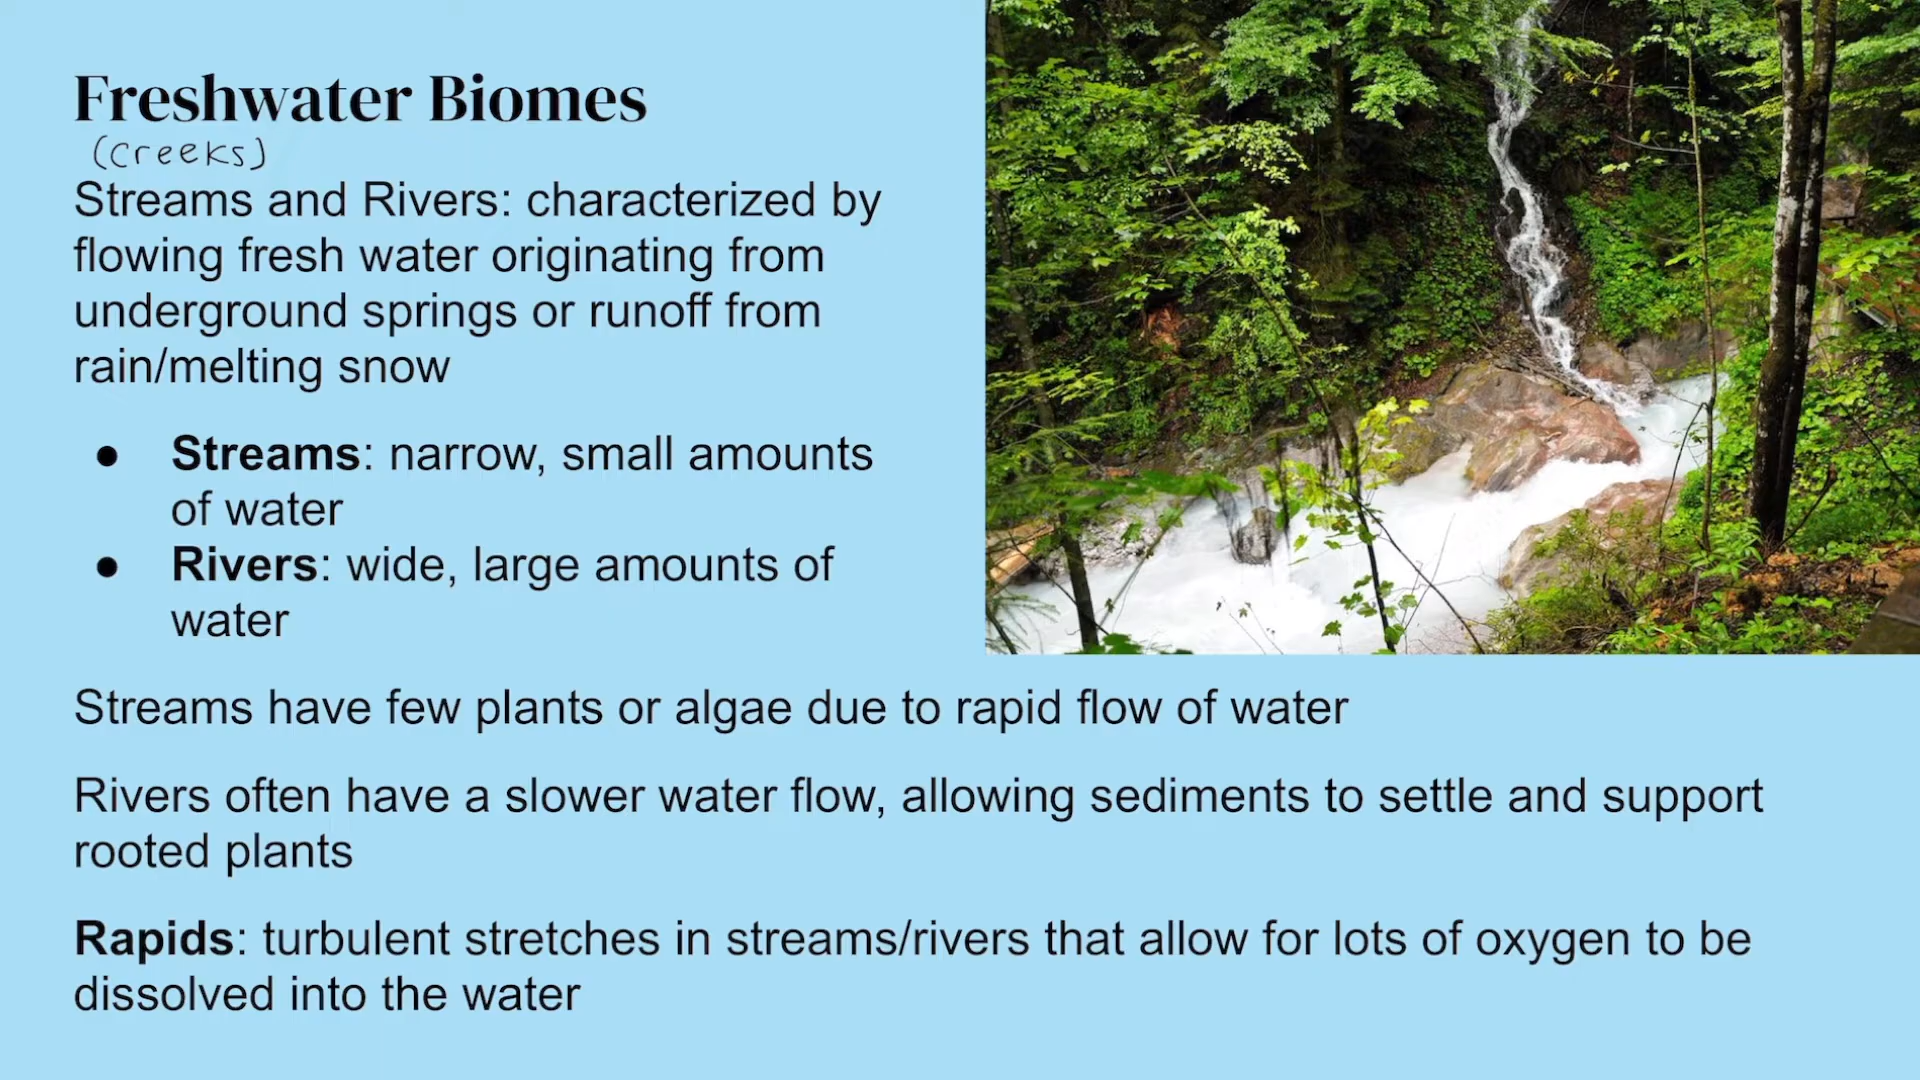 Freshwater Biomes
(creeks)
Streams and Rivers: characterized by
flowing fresh water originating from
underground springs or runoff from
rain/melting snow
● Streams: narrow, small amounts
of water
● Rivers: wide, large amounts of
water
Streams have few plants or algae due to rapid flow of water
Rivers often have a slower water flow, allowing sediments to settle and support
rooted plants
Rapids: turbulent stretches in streams/rivers that allow for lots of oxygen to be
dissolved into the water